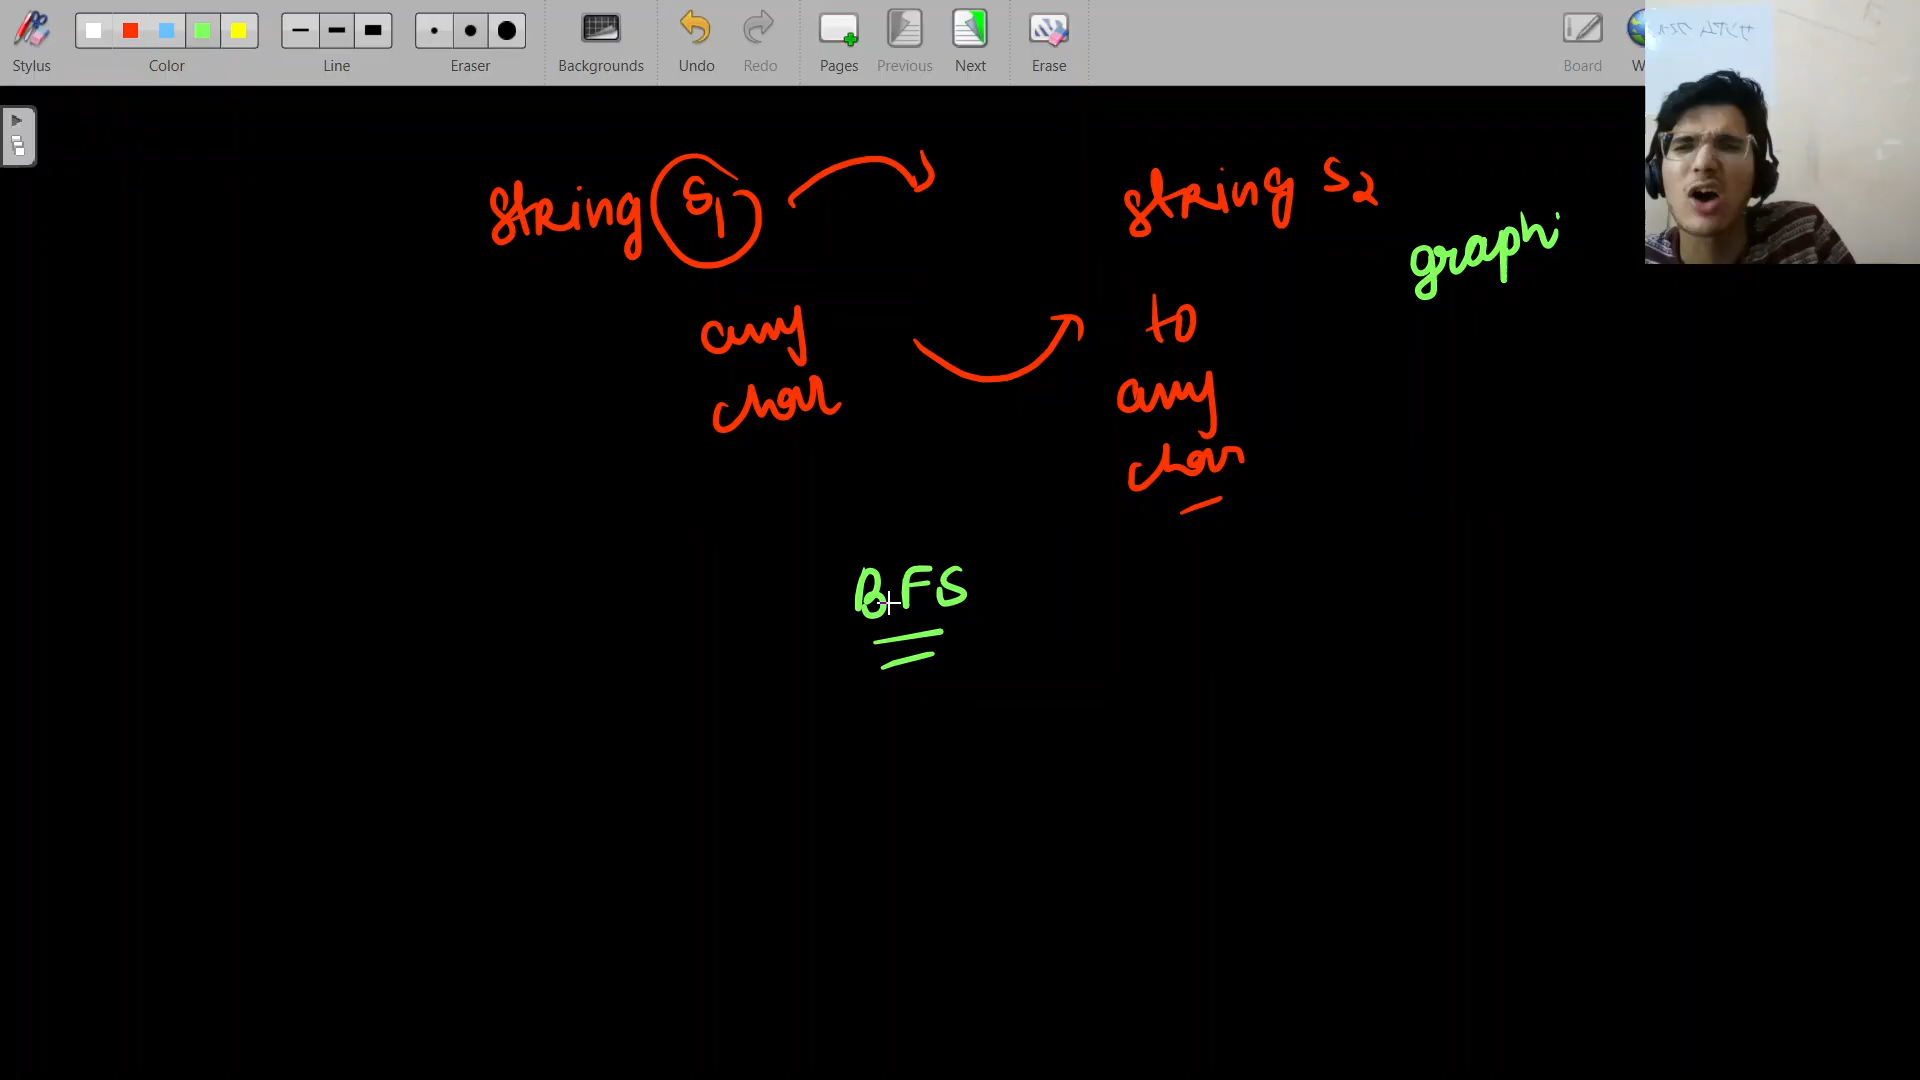 Stylus
Color
Line
Eraser
Backgrounds
Undo
Redo
Pages
Previous
Next
Erase
Board
W
string S1
string S2
graph
any
char
to
any
char
BFS